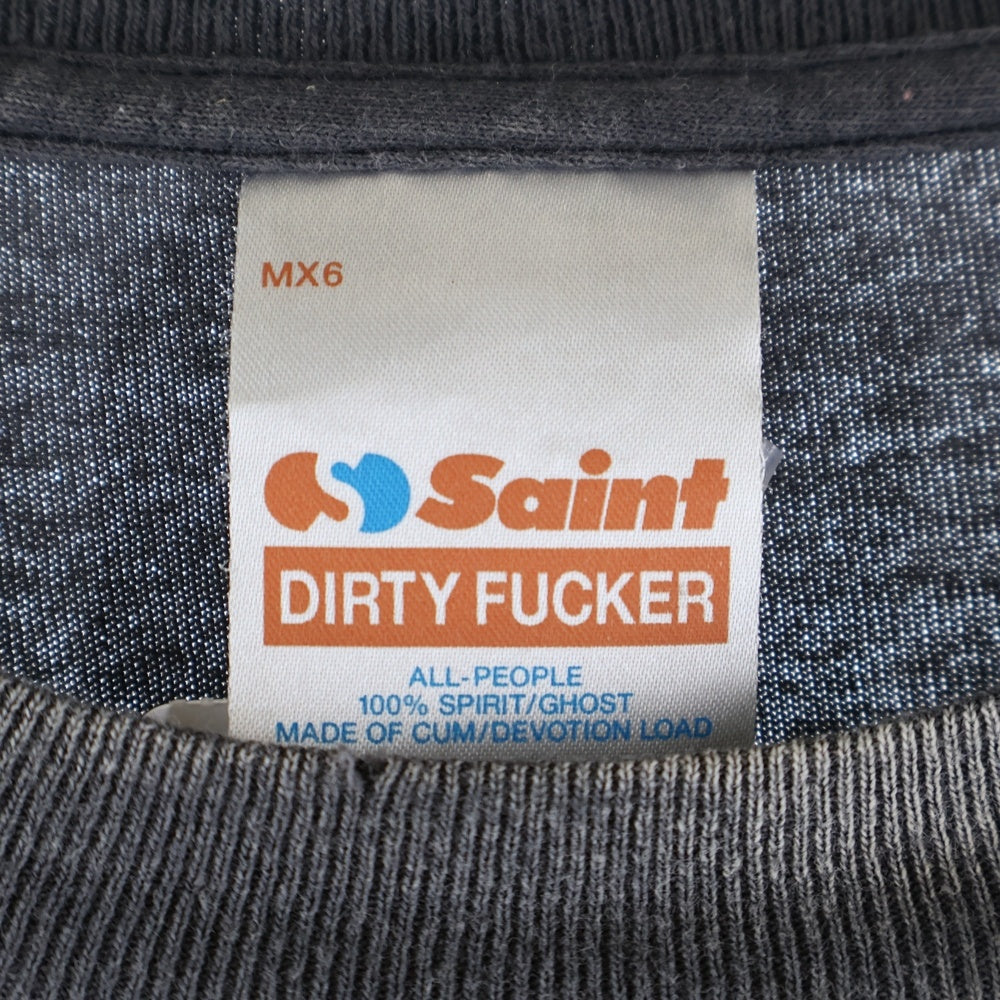 MX6
Saint
DIRTY FUCKER
ALL-PEOPLE
100% SPIRIT/GHOST
MADE OF CUM/DEVOTION LOAD